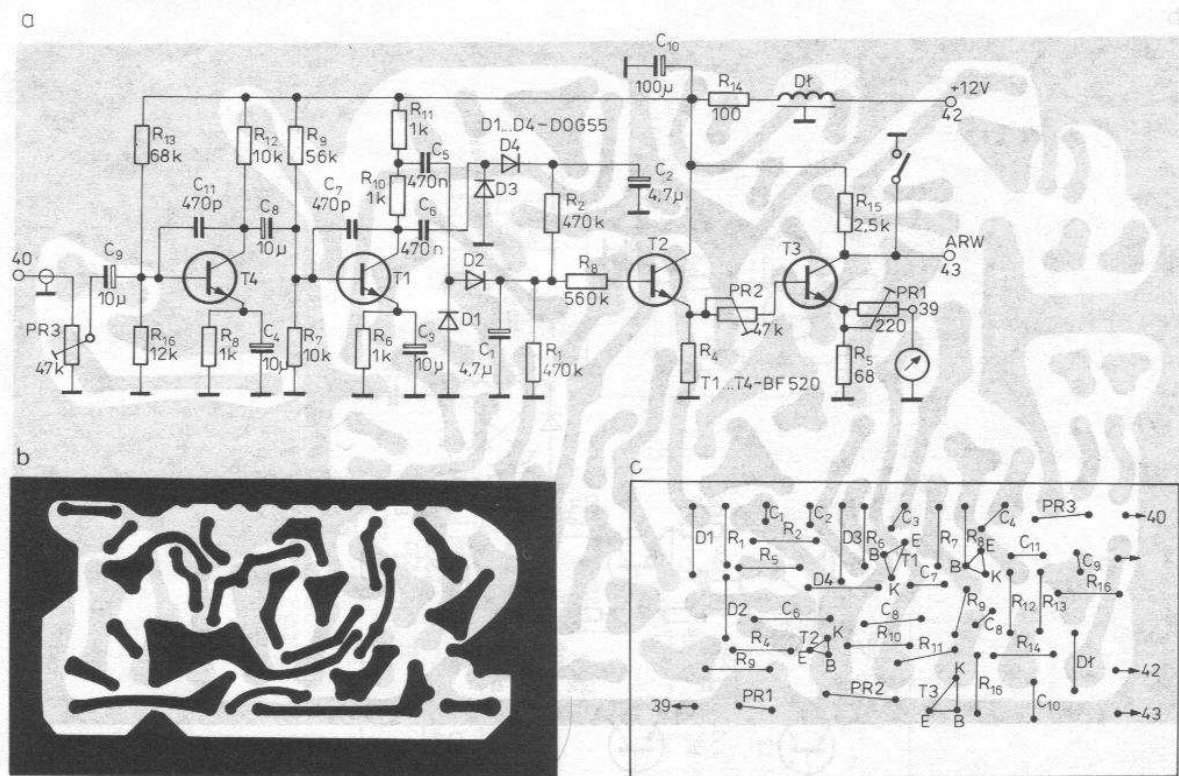 a
C10
100µ
R14
100
Dł
+12V
42
R13
68k
R12
10k
R9
56k
R11
1k
D1...D4-DOG55
D4
C5
470n
R10
1k
D3
C2
4,7µ
C11
470p
C8
10µ
C7
470p
C6
470n
R2
470k
R15
2,5k
40
C9
10µ
T4
T1
D2
R8
560k
T2
T3
ARW
43
PR2
47k
PR1
39
220
PR3
47k
R16
12k
R8
1k
C4
10µ
R7
10k
R6
1k
C3
10µ
D1
C1
4,7µ
R1
470k
R4
R5
68
T1...T4-BF520
b
c
D1
R1
C1
R2
C2
D3
R6
C3
E
B
T1
K
R7
R8
C4
E
B
K
PR3
40
R5
D4
C7
C11
C9
R16
D2
C6
C8
R9
C8
R12
R13
R4
T2
K
E
B
R10
R11
R14
Dł
42
R9
K
T3
E
B
R16
C10
39
PR1
PR2
43